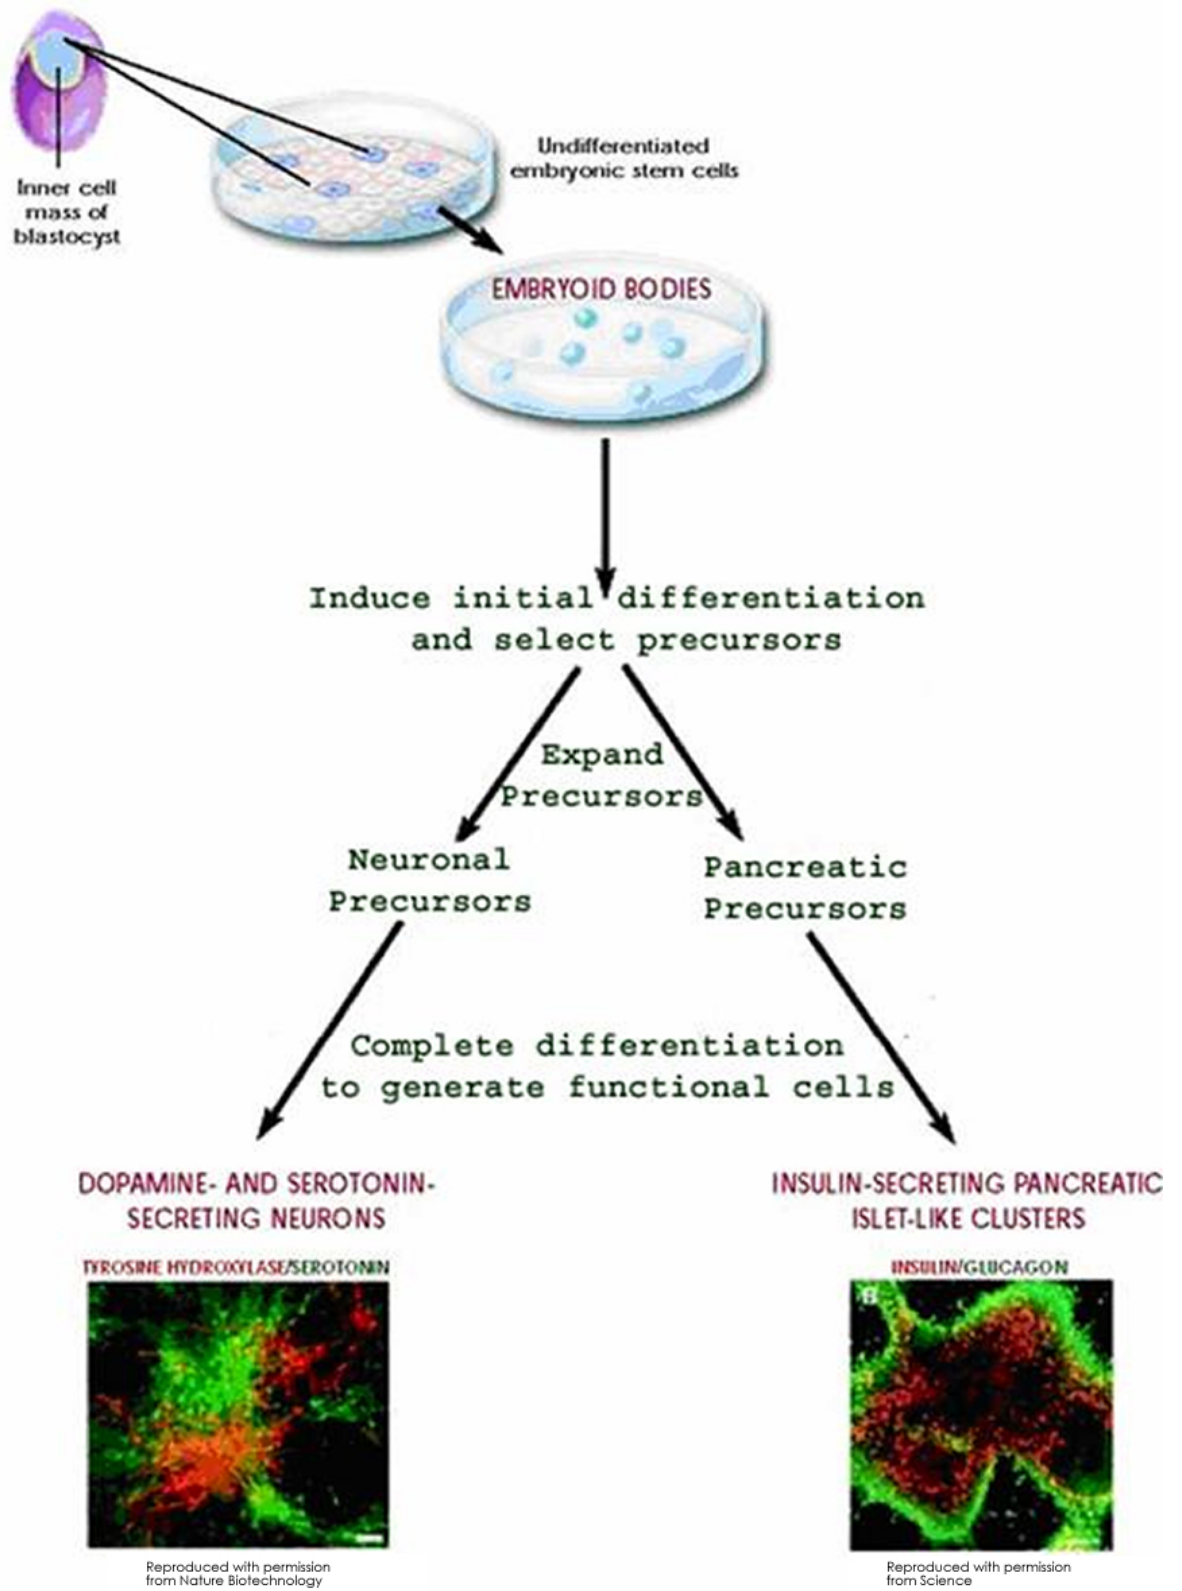 Undifferentiated
embryonic stem cells
Inner cell
mass of
blastocyst
EMBRYOID BODIES
Induce initial differentiation
and select precursors
Expand
Precursors
Neuronal
Precursors
Pancreatic
Precursors
Complete differentiation
to generate functional cells
DOPAMINE- AND SEROTONIN-
SECRETING NEURONS
INSULIN-SECRETING PANCREATIC
ISLET-LIKE CLUSTERS
TYROSINE HYDROXYLASE/SEROTONIN
INSULIN/GLUCAGON
B
Reproduced with permission
from Nature Biotechnology
Reproduced with permission
from Science